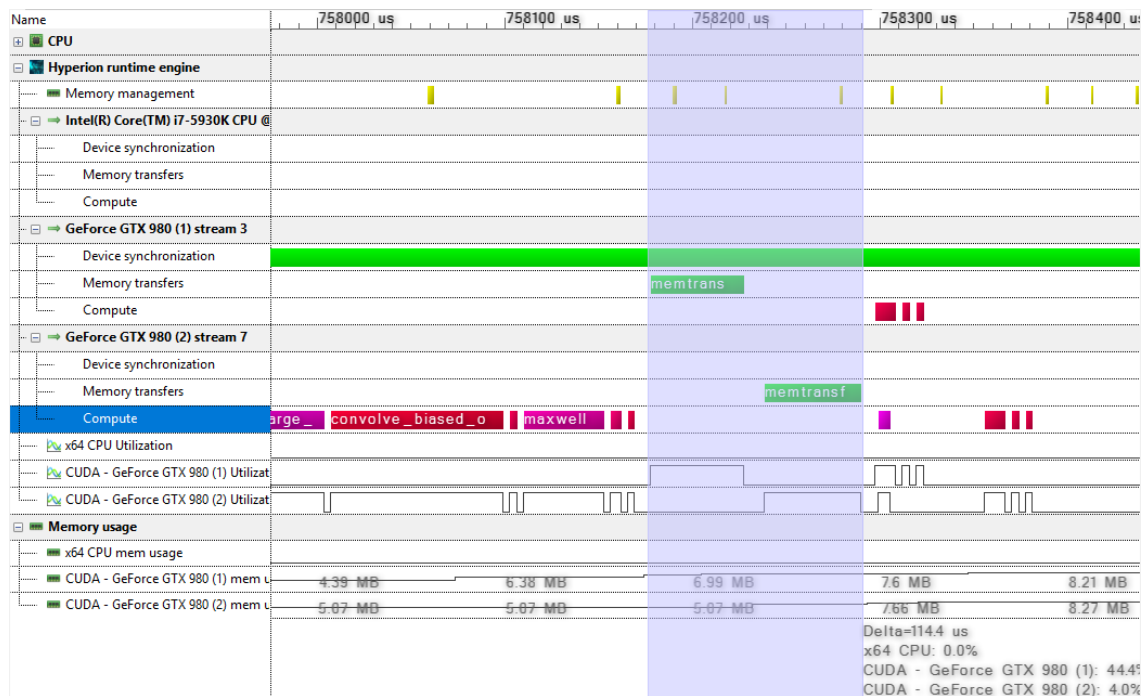 Name 758000 us 758100 us 758200 us 758300 us 758400 u
CPU
Hyperion runtime engine
Memory management
Intel(R) Core(TM) i7-5930K CPU @
Device synchronization
Memory transfers
Compute
GeForce GTX 980 (1) stream 3
Device synchronization
Memory transfers
memtrans
Compute
GeForce GTX 980 (2) stream 7
Device synchronization
Memory transfers
memtransf
Compute
arge_ convolve_biased_o maxwell
x64 CPU Utilization
CUDA - GeForce GTX 980 (1) Utilizat
CUDA - GeForce GTX 980 (2) Utilizat
Memory usage
x64 CPU mem usage
CUDA - GeForce GTX 980 (1) mem u 4.39 MB 6.38 MB 6.99 MB 7.6 MB 8.21 MB
CUDA - GeForce GTX 980 (2) mem u 5.07 MB 5.07 MB 5.07 MB 7.66 MB 8.27 MB
Delta=114.4 us
x64 CPU: 0.0%
CUDA - GeForce GTX 980 (1): 44.4%
CUDA - GeForce GTX 980 (2): 4.0%